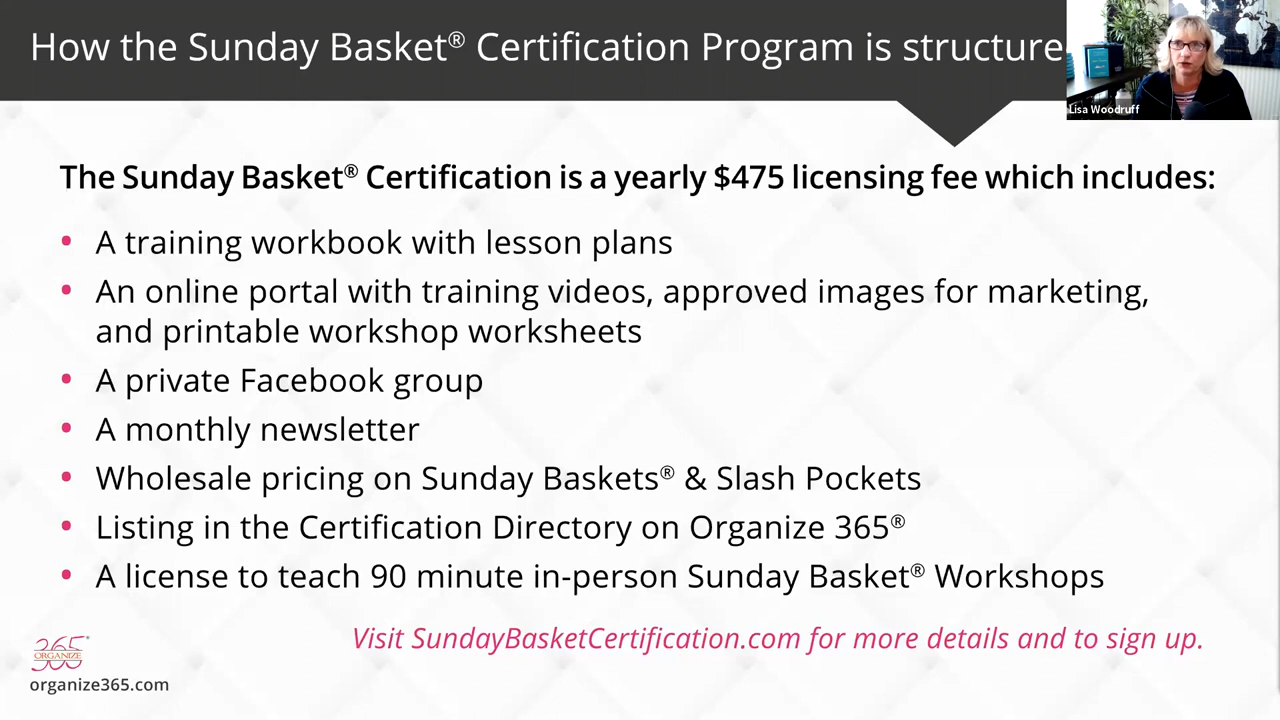 How the Sunday Basket® Certification Program is structure
Lisa Woodruff
The Sunday Basket® Certification is a yearly $475 licensing fee which includes:
• A training workbook with lesson plans
• An online portal with training videos, approved images for marketing,
and printable workshop worksheets
• A private Facebook group
• A monthly newsletter
• Wholesale pricing on Sunday Baskets® & Slash Pockets
• Listing in the Certification Directory on Organize 365®
• A license to teach 90 minute in-person Sunday Basket® Workshops
Visit SundayBasketCertification.com for more details and to sign up.
365®
ORGANIZE
organize365.com